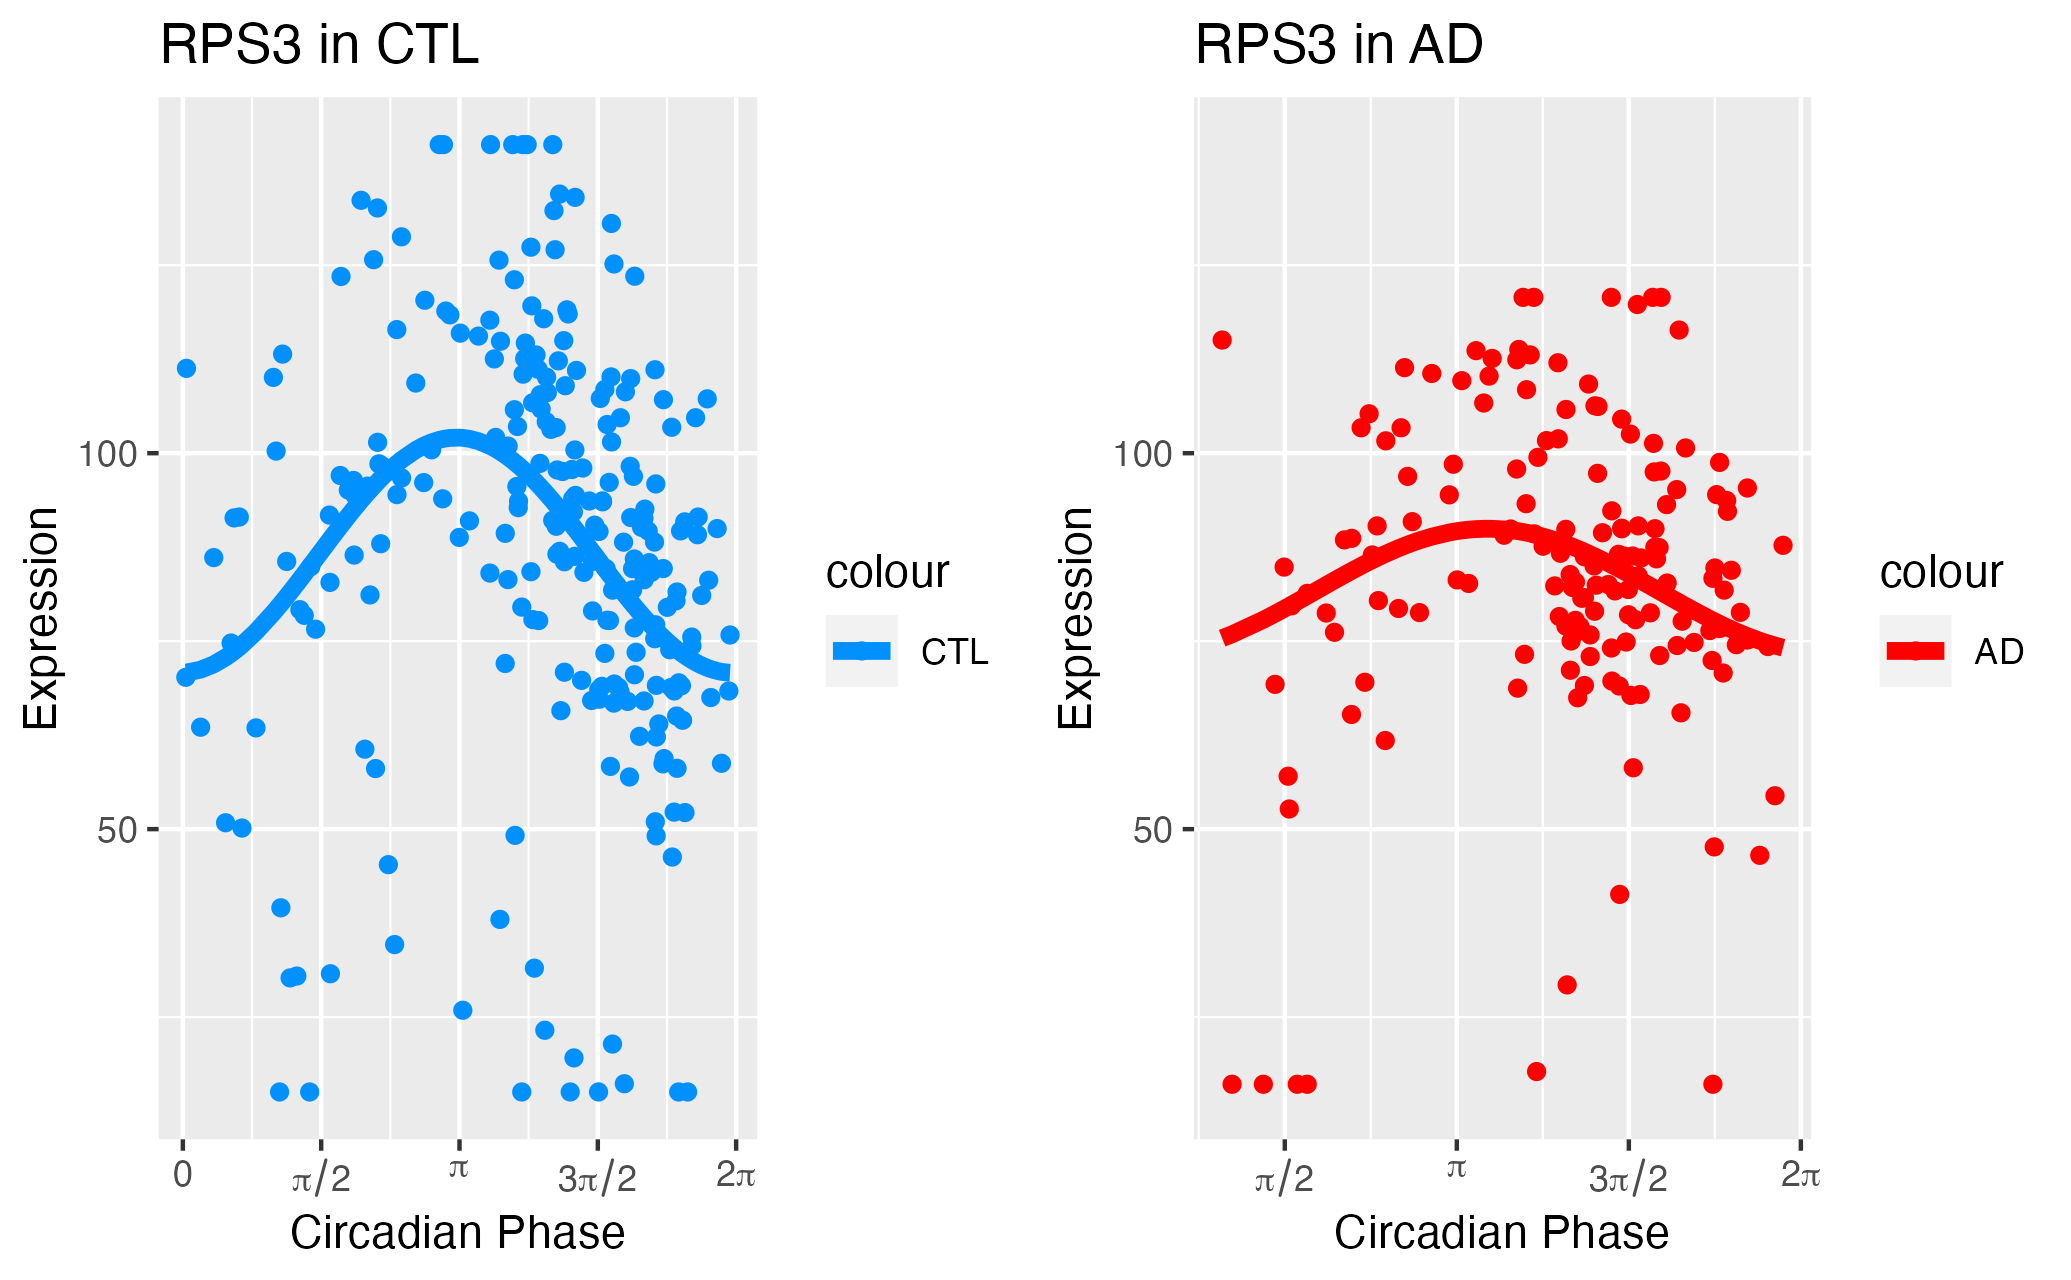 RPS3 in CTL
Expression
100
50
0
π/2
π
3π/2
2π
Circadian Phase
colour
CTL
RPS3 in AD
Expression
100
50
π/2
π
3π/2
2π
Circadian Phase
colour
AD